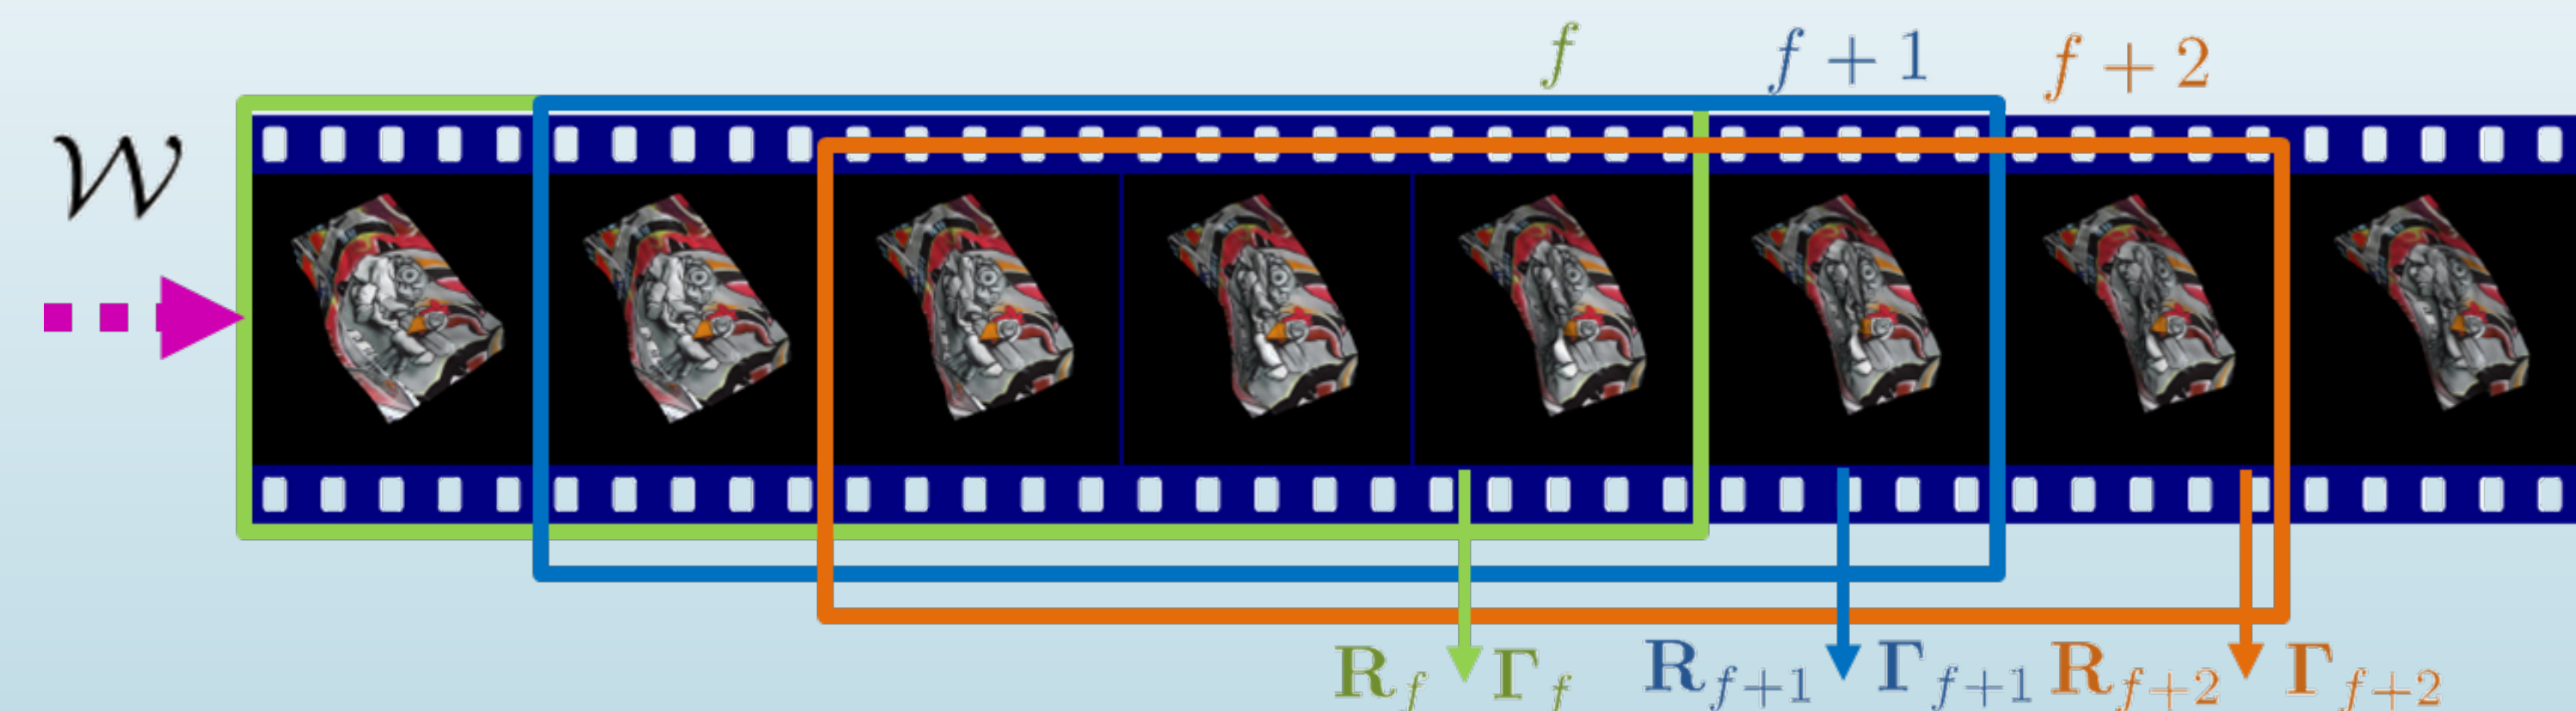 f f + 1 f + 2
𝒲
R_f Γ_f R_{f+1} Γ_{f+1} R_{f+2} Γ_{f+2}